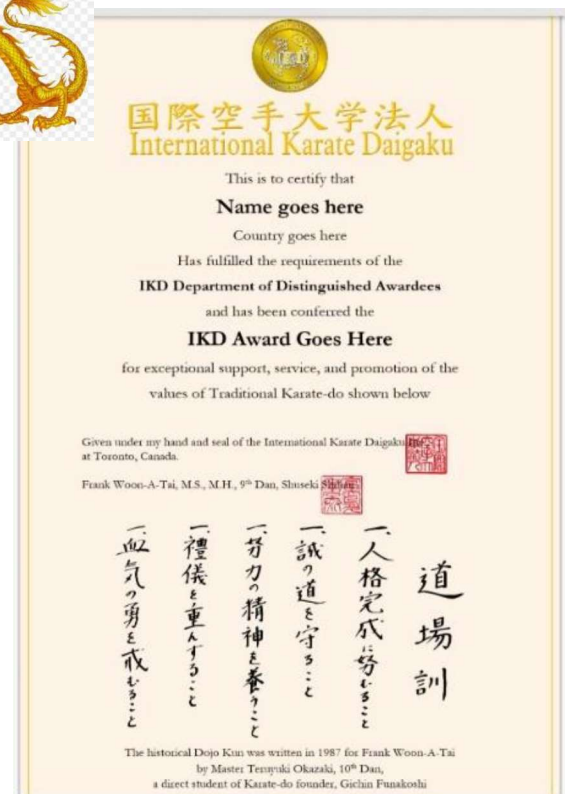 国際空手大学法人
International Karate Daigaku
This is to certify that
Name goes here
Country goes here
Has fulfilled the requirements of the
IKD Department of Distinguished Awardees
and has been conferred the
IKD Award Goes Here
for exceptional support, service, and promotion of the
values of Traditional Karate-do shown below
Given under my hand and seal of the International Karate Daigaku
at Toronto, Canada.
Frank Woon-A-Tai, M.S., M.H., 9th Dan, Shuseki
道場訓
一、人格完成に努むること
一、誠の道を守ること
一、努力の精神を養うこと
一、禮儀を重んずること
一、血気の勇を戒むること
The historical Dojo Kun was written in 1987 for Frank Woon-A-Tai
by Master Teruyuki Okazaki, 10th Dan,
a direct student of Karate-do founder, Gichin Funakoshi